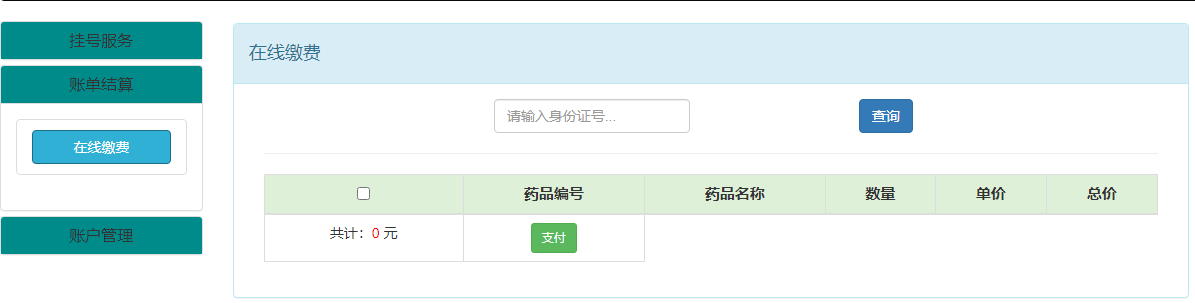 挂号服务
账单结算
在线缴费
账户管理
在线缴费
请输入身份证号... 查询
药品编号 药品名称 数量 单价 总价
共计：0 元 支付